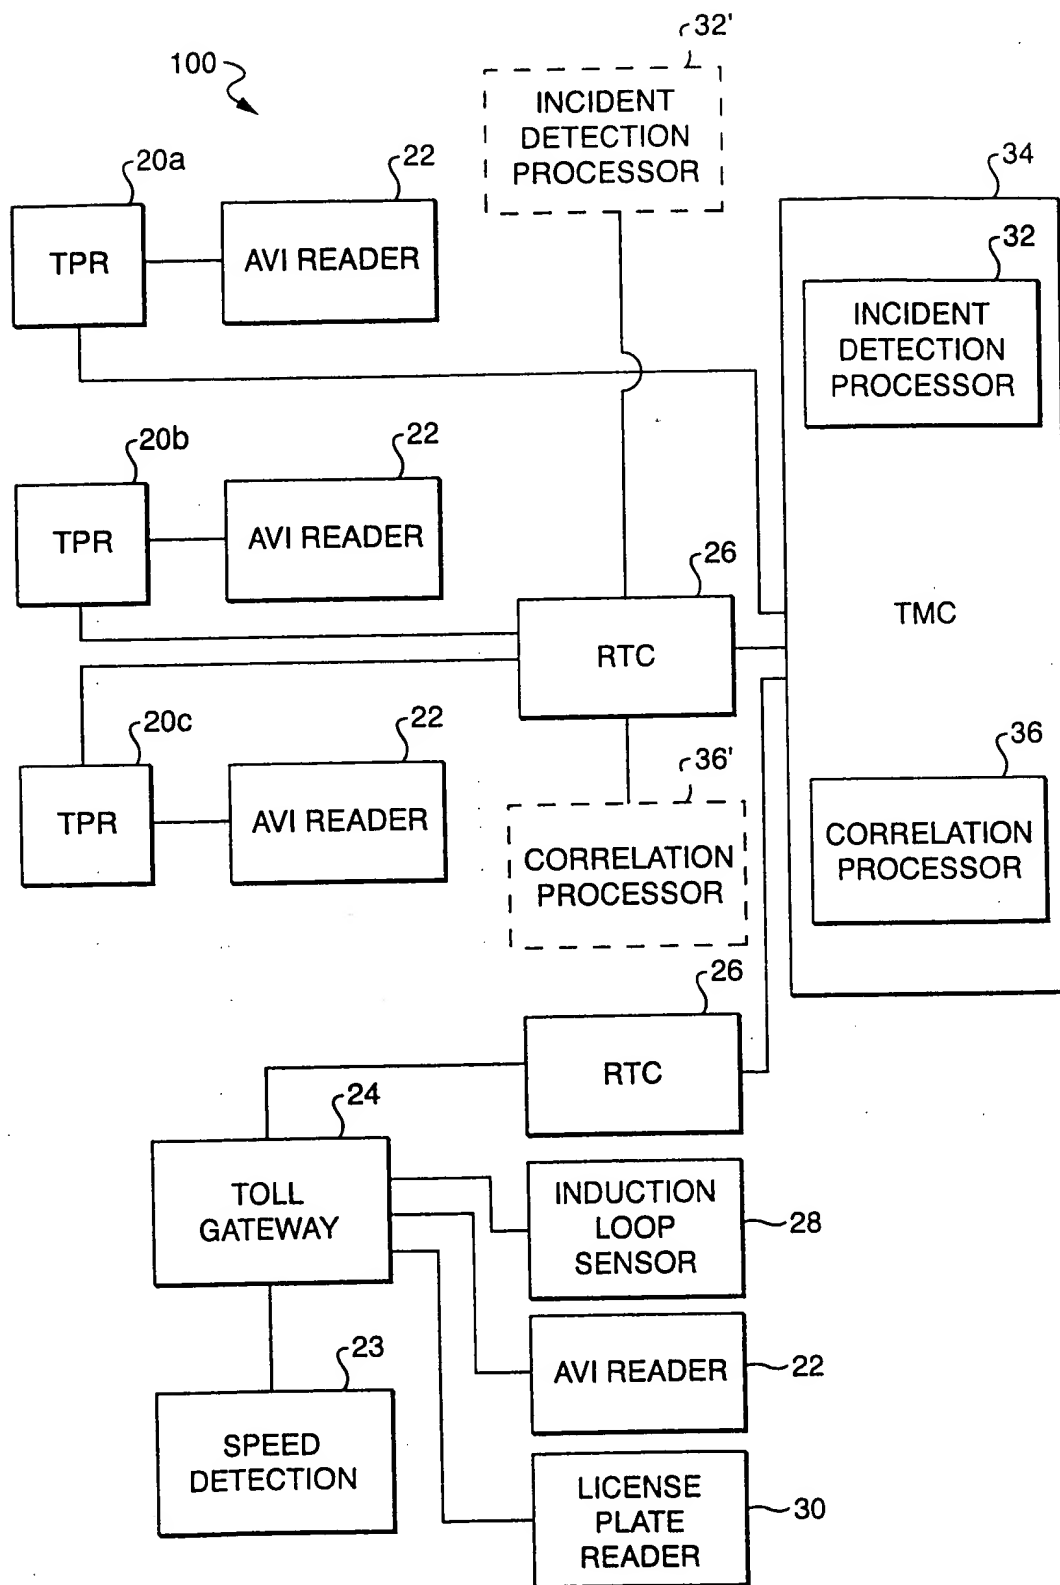 32'
100
INCIDENT
DETECTION
PROCESSOR
20a
22
34
TPR
AVI READER
32
INCIDENT
DETECTION
PROCESSOR
20b
22
TPR
AVI READER
26
RTC
TMC
20c
22
36'
36
TPR
AVI READER
CORRELATION
PROCESSOR
CORRELATION
PROCESSOR
26
RTC
24
TOLL
GATEWAY
INDUCTION
LOOP
SENSOR
28
23
AVI READER
22
SPEED
DETECTION
LICENSE
PLATE
READER
30